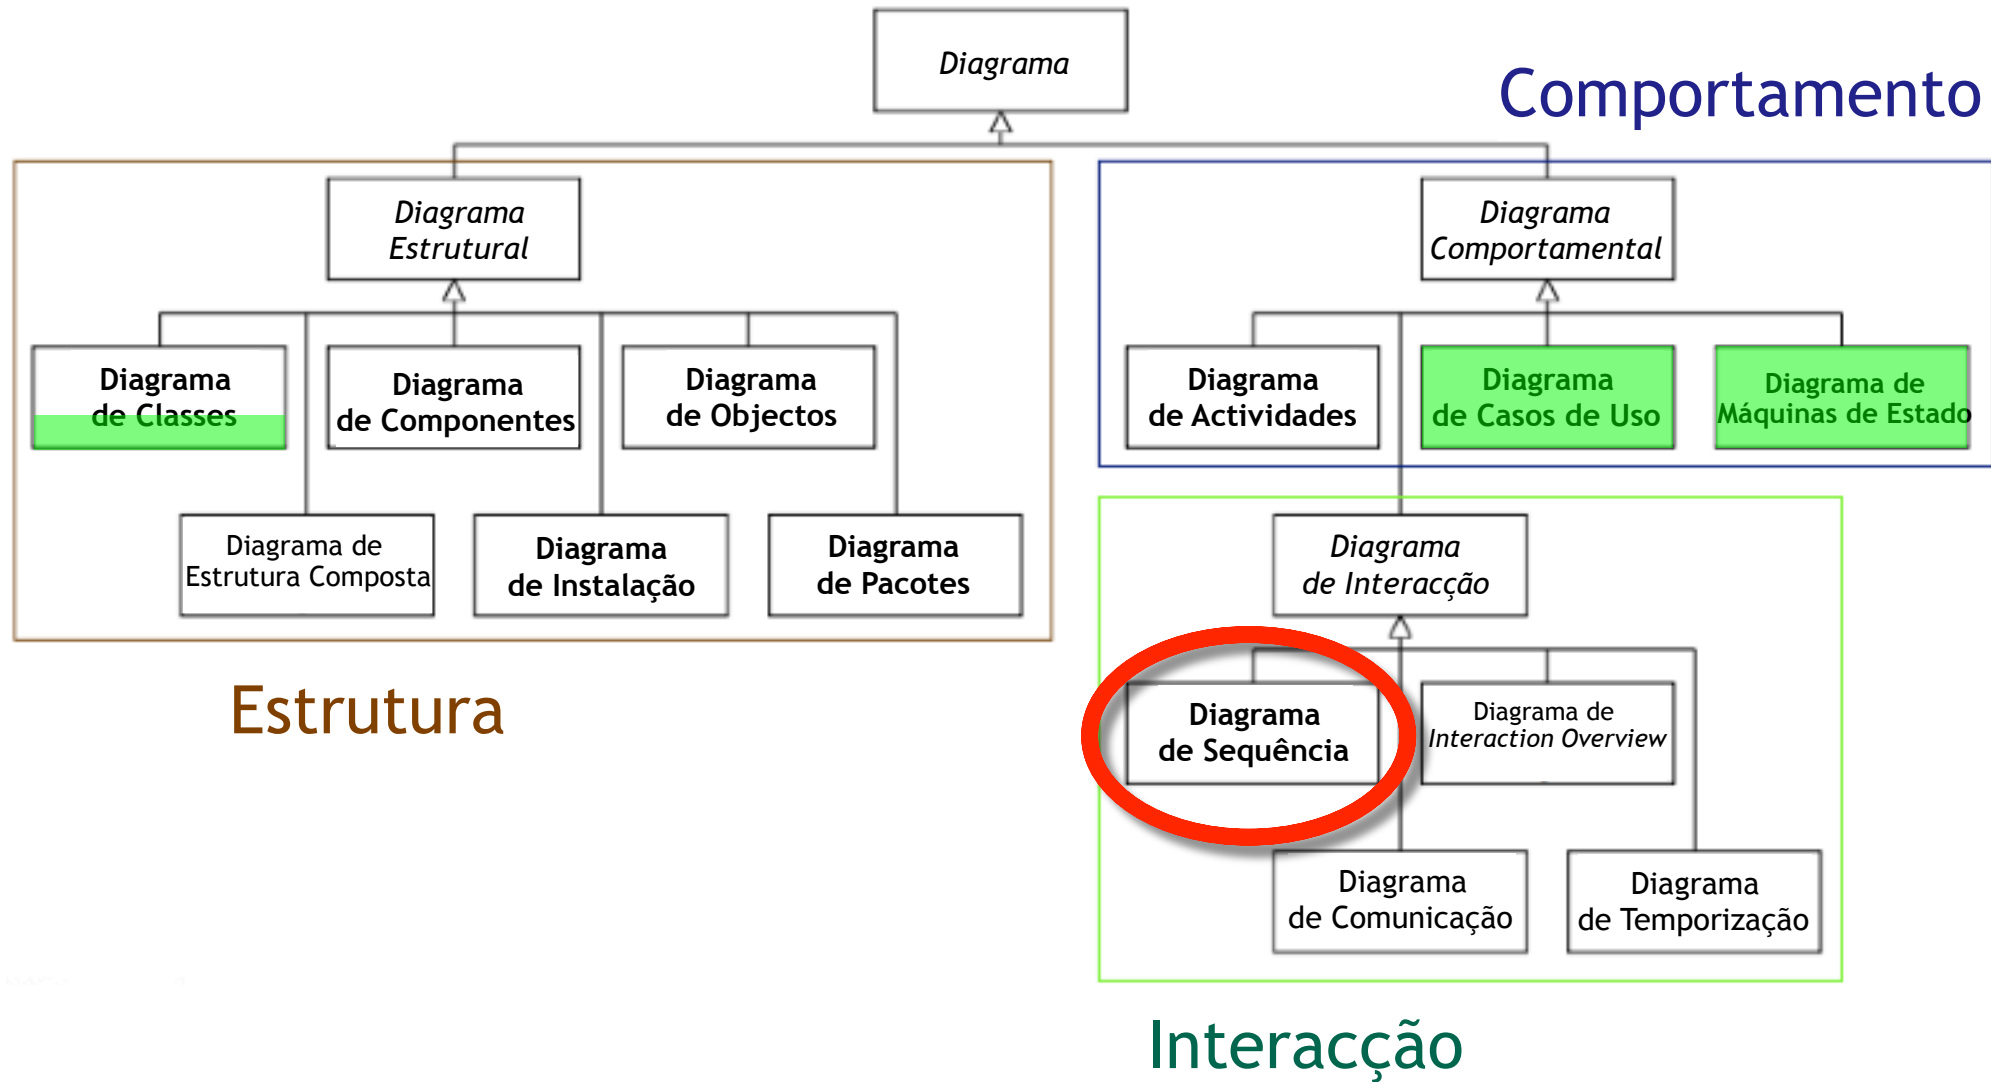 Diagrama
Comportamento
Diagrama
Estrutural
Diagrama
Comportamental
Diagrama
de Classes
Diagrama
de Componentes
Diagrama
de Objectos
Diagrama
de Actividades
Diagrama
de Casos de Uso
Diagrama de
Máquinas de Estado
Diagrama de
Estrutura Composta
Diagrama
de Instalação
Diagrama
de Pacotes
Diagrama
de Interacção
Estrutura
Diagrama
de Sequência
Diagrama de
Interaction Overview
Diagrama
de Comunicação
Diagrama
de Temporização
Interacção